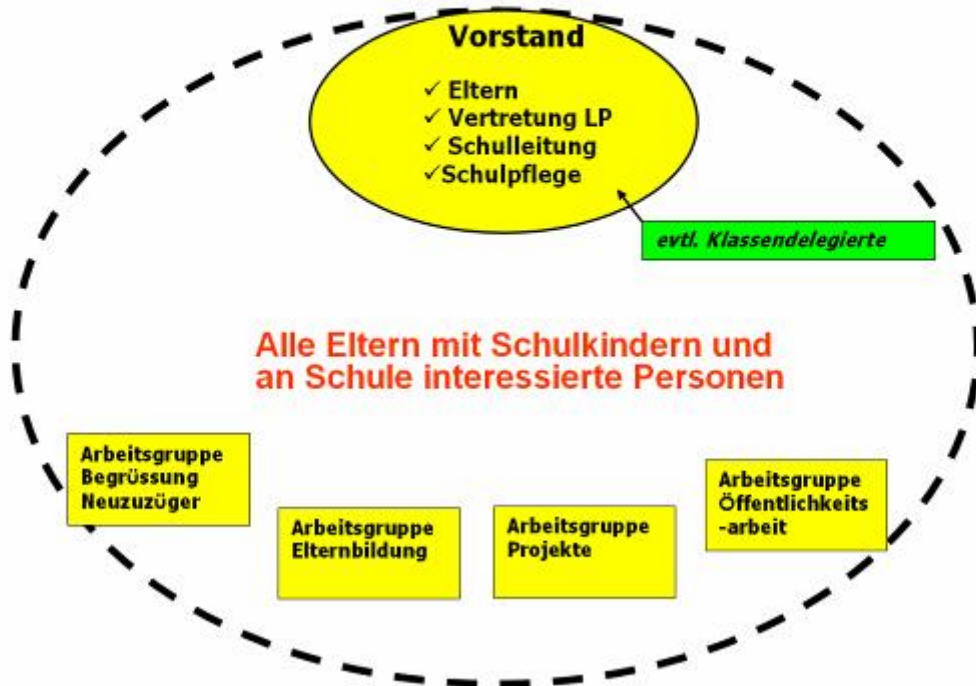 Vorstand
✓ Eltern
✓ Vertretung LP
✓ Schulleitung
✓Schulpflege
evtl. Klassendelegierte
Alle Eltern mit Schulkindern und
an Schule interessierte Personen
Arbeitsgruppe
Begrüssung
Neuzuzüger
Arbeitsgruppe
Elternbildung
Arbeitsgruppe
Projekte
Arbeitsgruppe
Öffentlichkeits
-arbeit